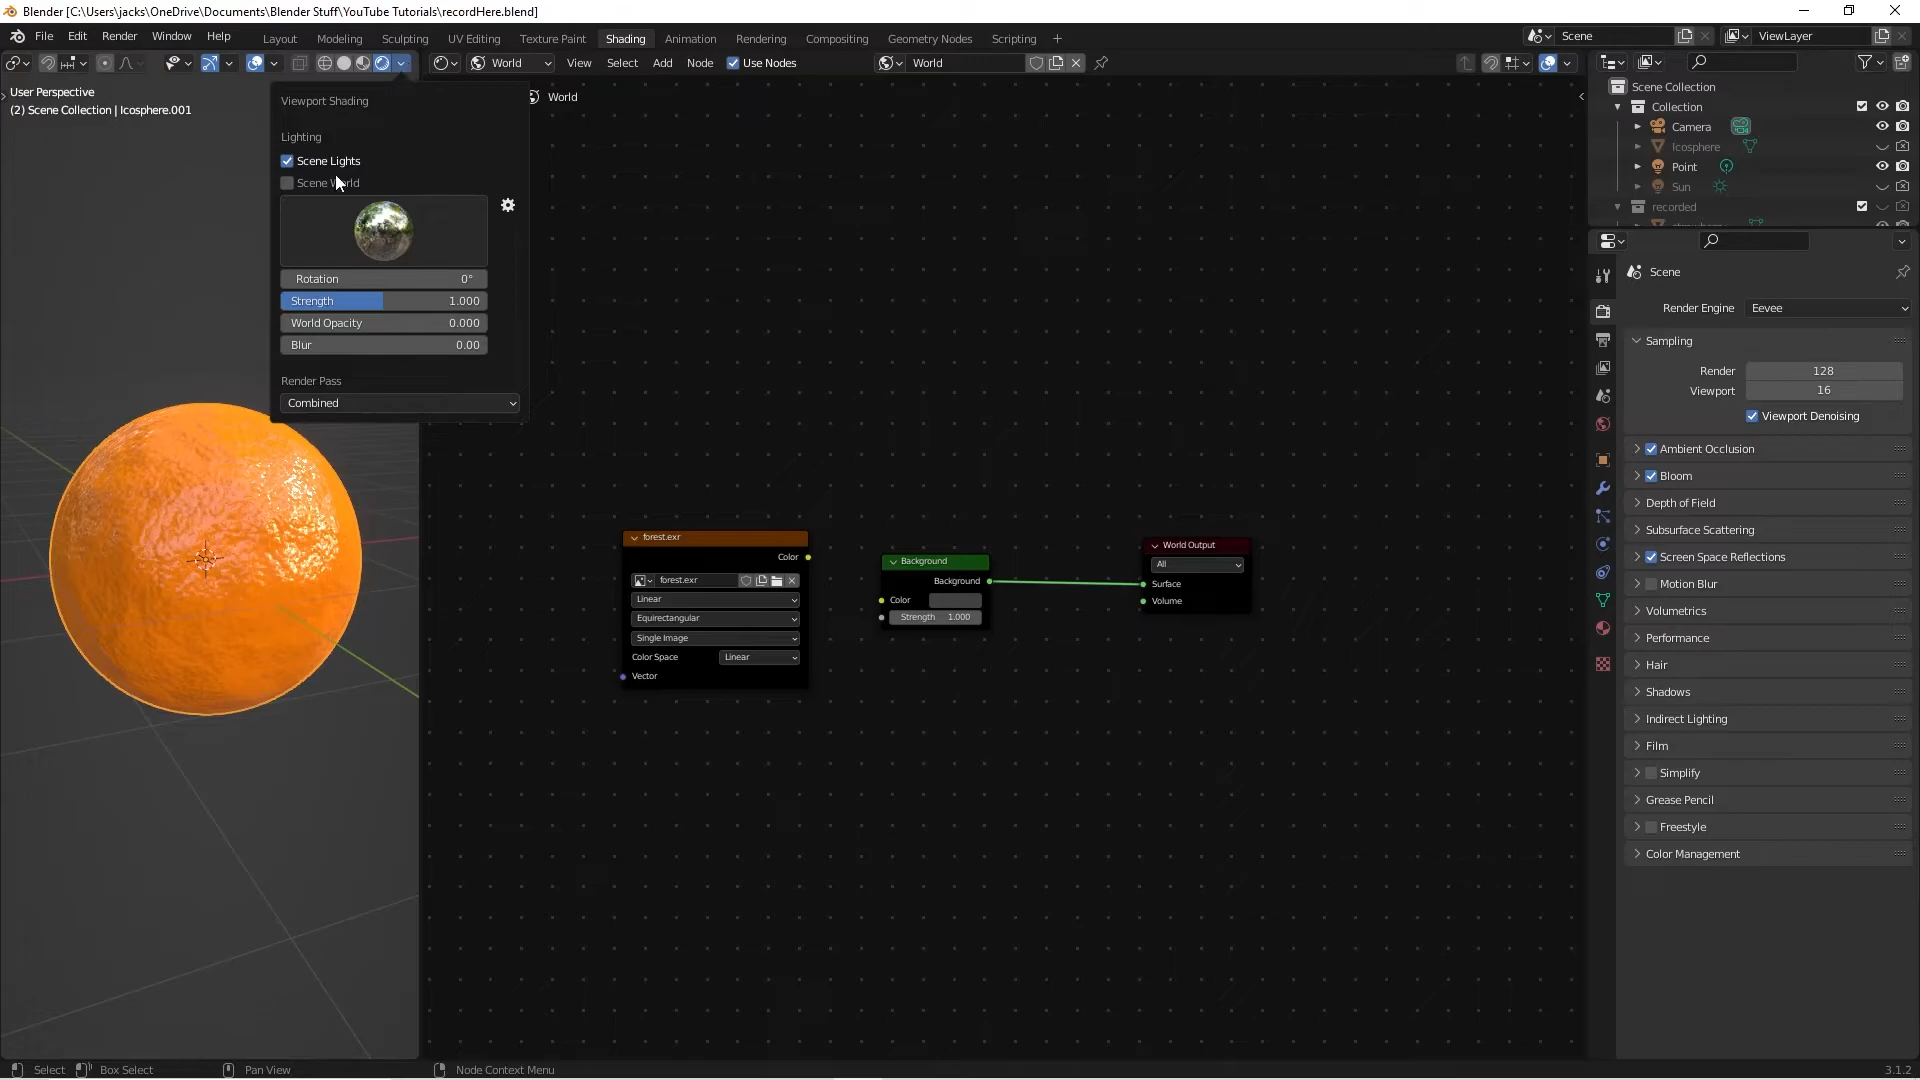 Blender [C:\Users\jacks\OneDrive\Documents\Blender Stuff\YouTube Tutorials\recordHere.blend]
File Edit Render Window Help Layout Modeling Sculpting UV Editing Texture Paint Shading Animation Rendering Compositing Geometry Nodes Scripting + Scene ViewLayer
World View Select Add Node Use Nodes World
User Perspective
(2) Scene Collection | Icosphere.001
Viewport Shading
Lighting
Scene Lights
Scene World
Rotation 0°
Strength 1.000
World Opacity 0.000
Blur 0.00
Render Pass
Combined
World
forest.exr
Color
forest.exr
Linear
Equirectangular
Single Image
Color Space Linear
Vector
Background
Background
Color
Strength 1.000
World Output
All
Surface
Volume
Scene Collection
Collection
Camera
Icosphere
Point
Sun
recorded
Scene
Render Engine Eevee
Sampling
Render 128
Viewport 16
Viewport Denoising
Ambient Occlusion
Bloom
Depth of Field
Subsurface Scattering
Screen Space Reflections
Motion Blur
Volumetrics
Performance
Hair
Shadows
Indirect Lighting
Film
Simplify
Grease Pencil
Freestyle
Color Management
Select Box Select Pan View Node Context Menu 3.1.2